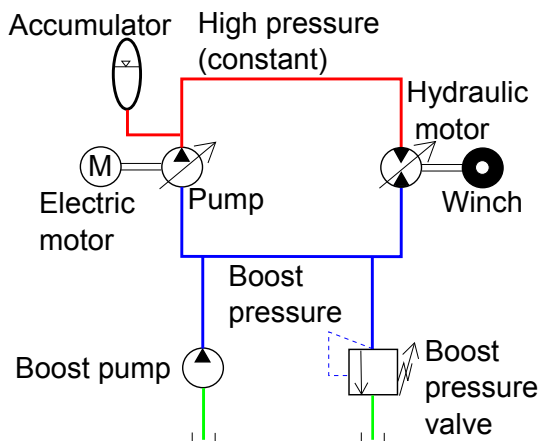 Accumulator
High pressure
(constant)
Hydraulic
motor
M
Pump
Electric
motor
Winch
Boost
pressure
Boost pump
Boost
pressure
valve